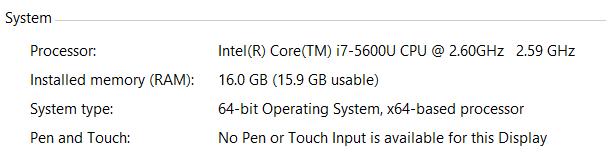 System
Processor: Intel(R) Core(TM) i7-5600U CPU @ 2.60GHz 2.59 GHz
Installed memory (RAM): 16.0 GB (15.9 GB usable)
System type: 64-bit Operating System, x64-based processor
Pen and Touch: No Pen or Touch Input is available for this Display